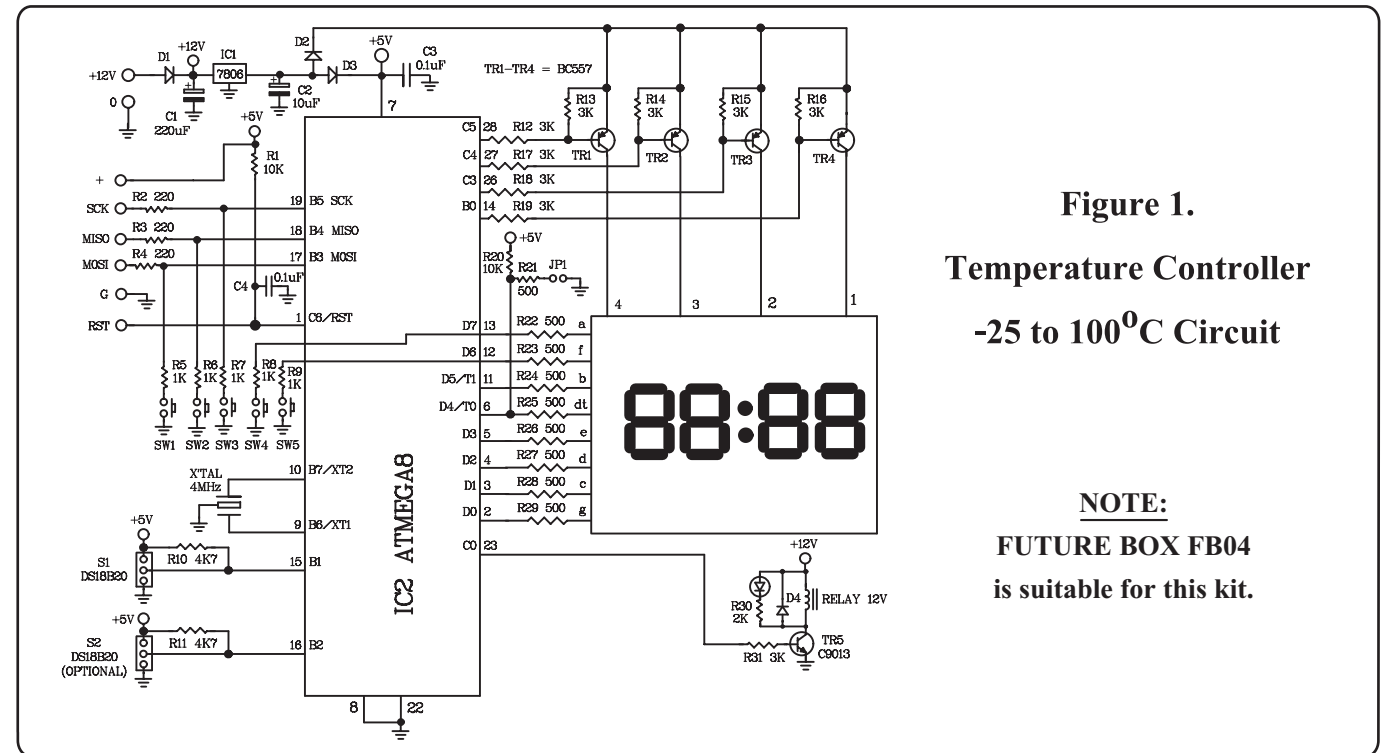 D1
+12V
IC1
7806
D2
+5V
C3
0.1uF
D3
+12V
0
C1
220uF
C2
10uF
TR1-TR4 = BC557
7
+5V
R1
10K
+
R2 220
SCK
R3 220
MISO
R4 220
MOSI
G
RST
C4
0.1uF
19 B5 SCK
18 B4 MISO
17 B3 MOSI
1 C6/RST
R5
1K
R6
1K
R7
1K
R8
1K
R9
1K
SW1 SW2 SW3 SW4 SW5
X'TAL
4MHz
10 B7/XT2
9 B6/XT1
+5V
S1
DS18B20
R10 4K7
15 B1
+5V
S2
DS18B20
(OPTIONAL)
R11 4K7
16 B2
8 22
IC2 ATMEGA8
R13
3K
R14
3K
R15
3K
R16
3K
C5 28 R12 3K
C4 27 R17 3K
C3 26 R18 3K
B0 14 R19 3K
TR1 TR2 TR3 TR4
+5V
R20
10K
R21
500
JP1
4 3 2 1
D7 13 R22 500 a
D6 12 R23 500 f
D5/T1 11 R24 500 b
D4/T0 6 R25 500 dt
D3 5 R26 500 e
D2 4 R27 500 d
D1 3 R28 500 c
D0 2 R29 500 g
C0 23
88:88
+12V
R30
2K
D4
RELAY 12V
R31 3K
TR5
C9013
Figure 1.
Temperature Controller
-25 to 100⁰C Circuit
NOTE:
FUTURE BOX FB04
is suitable for this kit.